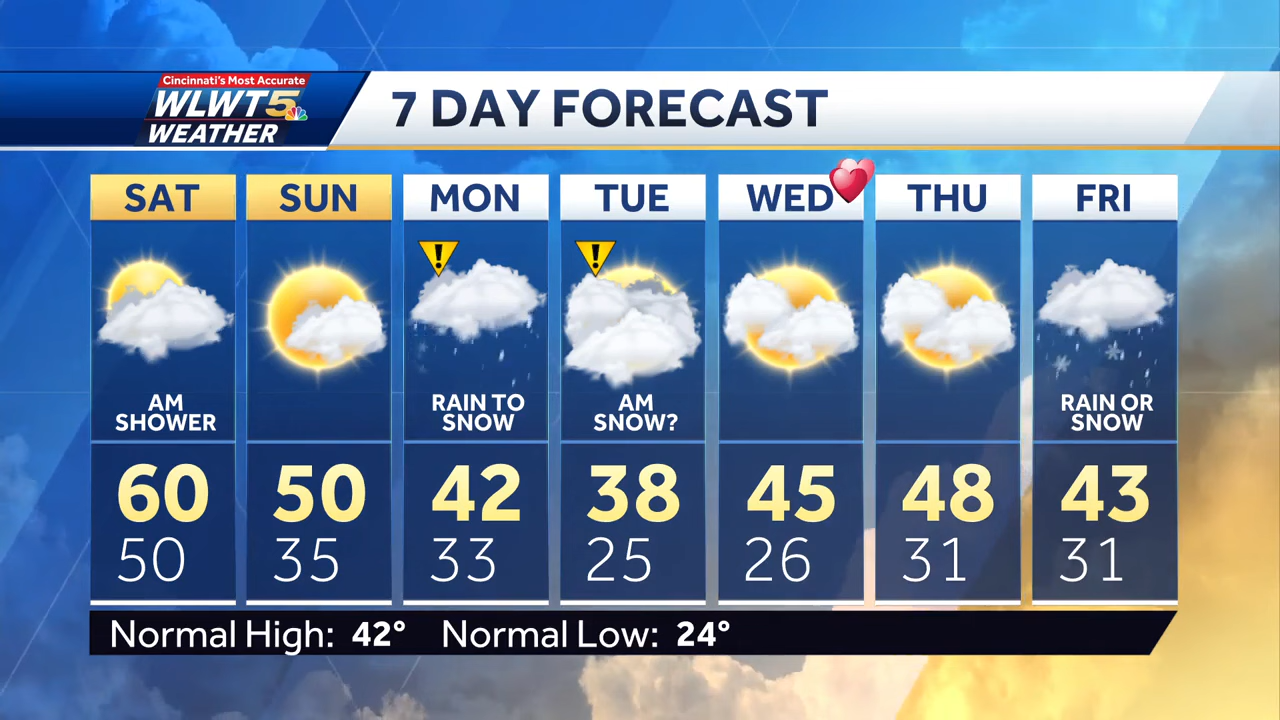 Cincinnati's Most Accurate
WLWT5
WEATHER
7 DAY FORECAST
SAT SUN MON TUE WED THU FRI
! !
AM SHOWER
RAIN TO SNOW
AM SNOW?
RAIN OR SNOW
60 50 42 38 45 48 43
50 35 33 25 26 31 31
Normal High: 42° Normal Low: 24°